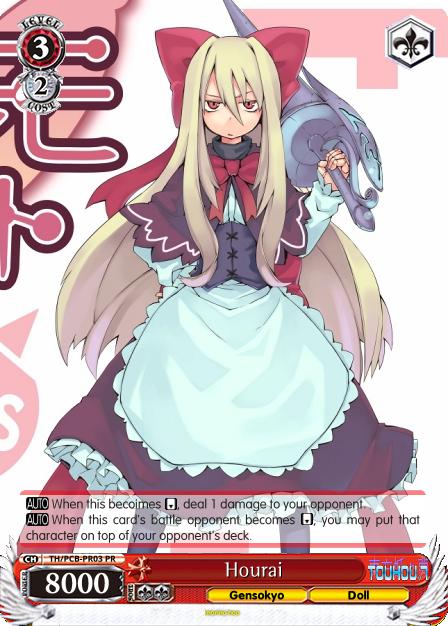 LEVEL
3
2
COST
AUTO When this becoimes [ ], deal 1 damage to your opponent.
AUTO When this card's battle opponent becomes [ ], you may put that
character on top of your opponent's deck.
CH TH/PCB-PR03 PR
POWER 8000 SOUL Hourai TOUHOU
Gensokyo Doll